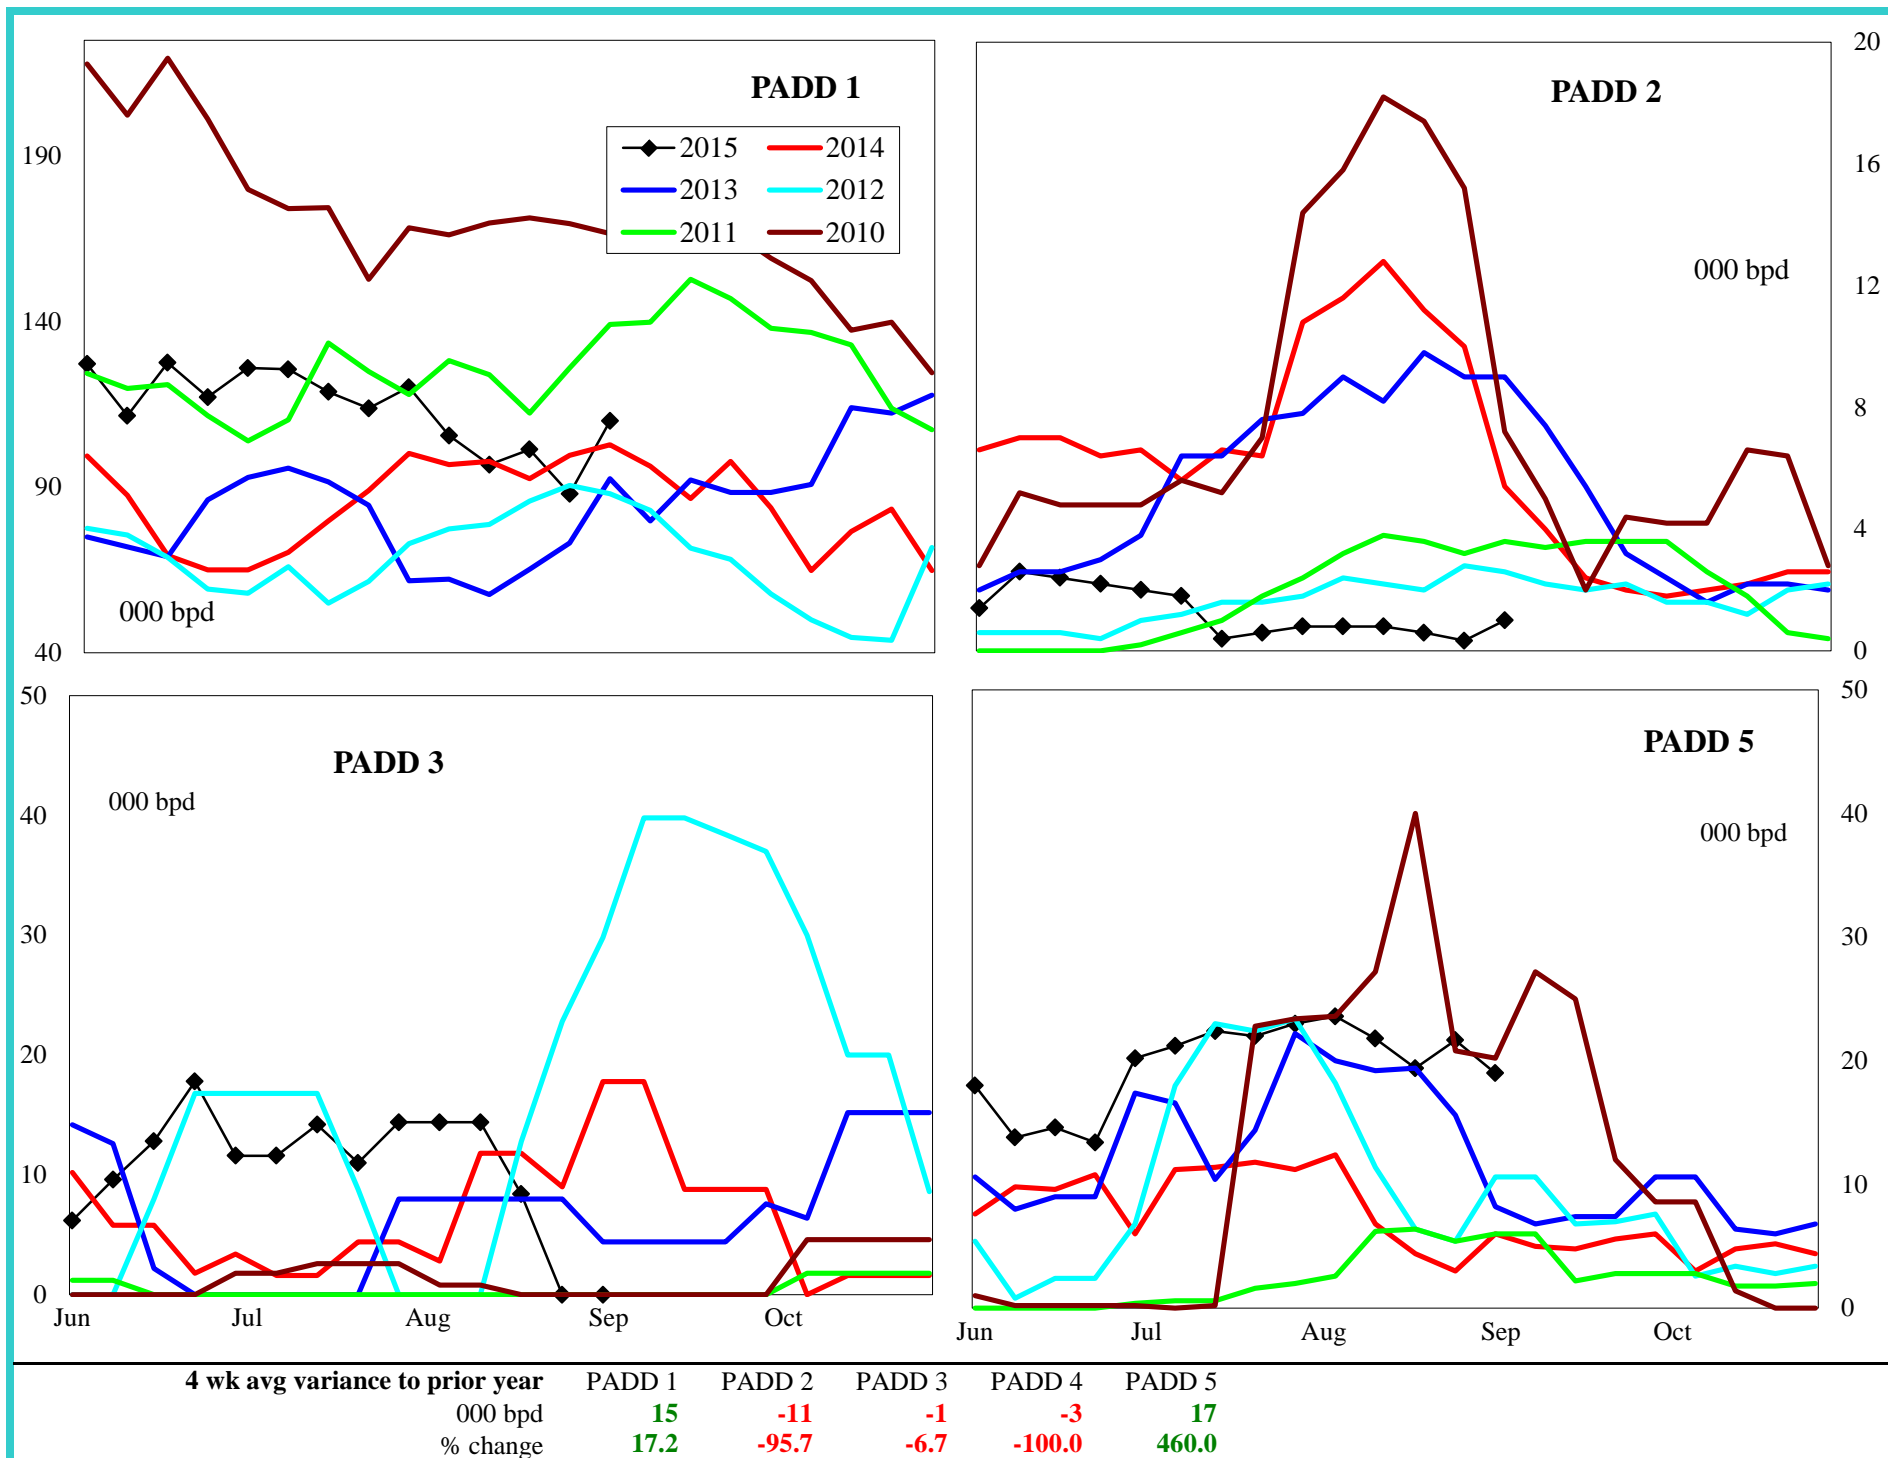 PADD 1
190
140
90
40
2015 2014
2013 2012
2011 2010
000 bpd
PADD 2
20
16
12
8
4
0
000 bpd
PADD 3
000 bpd
50
40
30
20
10
0
Jun Jul Aug Sep Oct
PADD 5
000 bpd
50
40
30
20
10
0
Jun Jul Aug Sep Oct
4 wk avg variance to prior year PADD 1 PADD 2 PADD 3 PADD 4 PADD 5
000 bpd 15 -11 -1 -3 17
% change 17.2 -95.7 -6.7 -100.0 460.0